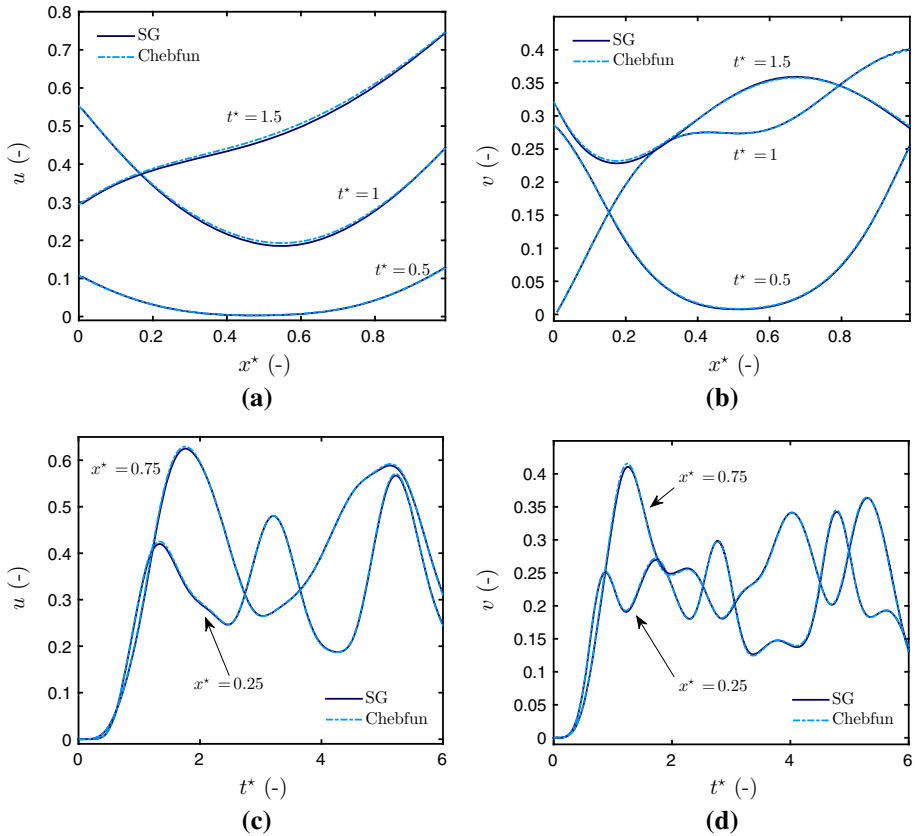 0.8
0.7
0.6
0.5
0.4
0.3
0.2
0.1
0
u (-)
SG
Chebfun
t* = 1.5
t* = 1
t* = 0.5
0 0.2 0.4 0.6 0.8
x* (-)
(a)
0.4
0.35
0.3
0.25
0.2
0.15
0.1
0.05
0
v (-)
SG
Chebfun
t* = 1.5
t* = 1
t* = 0.5
0 0.2 0.4 0.6 0.8
x* (-)
(b)
0.6
0.5
0.4
0.3
0.2
0.1
0
u (-)
x* = 0.75
x* = 0.25
SG
Chebfun
0 2 4 6
t* (-)
(c)
0.4
0.35
0.3
0.25
0.2
0.15
0.1
0.05
0
v (-)
x* = 0.75
x* = 0.25
SG
Chebfun
0 2 4 6
t* (-)
(d)